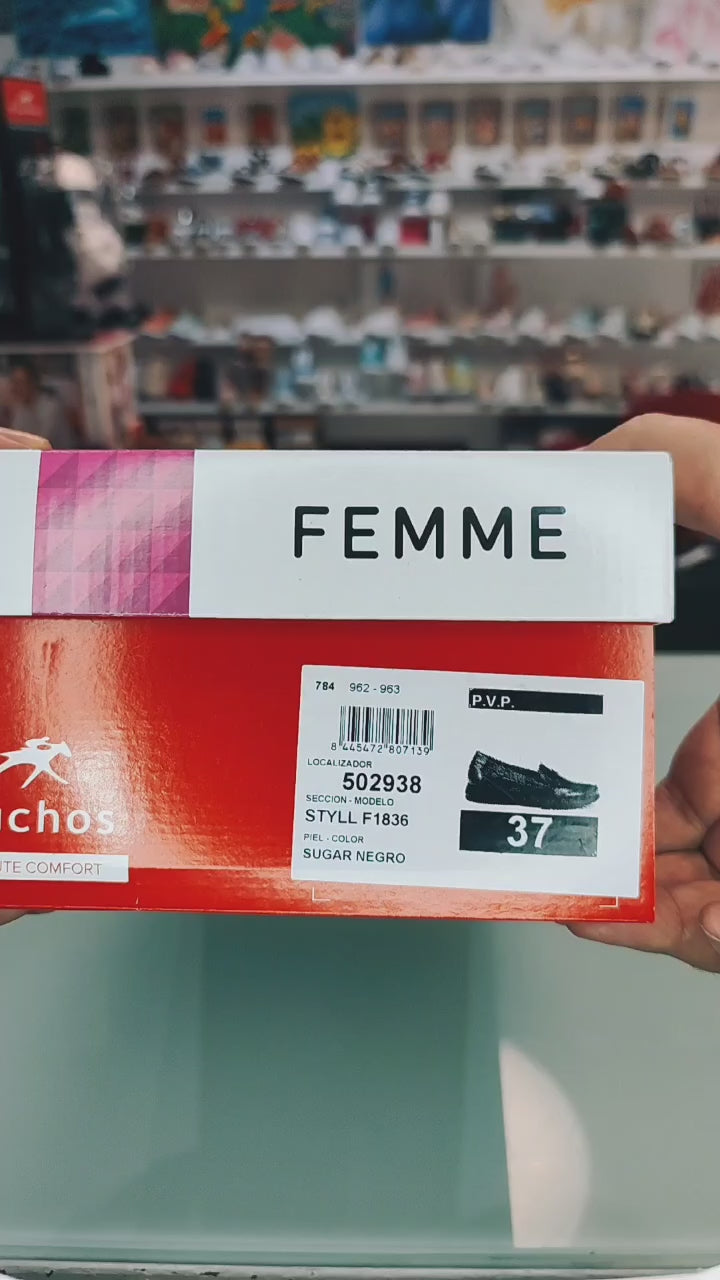 FEMME
784 962 - 963
P.V.P.
8 445472 807139
LOCALIZADOR
502938
SECCION - MODELO
STYLL F1836
37
PIEL - COLOR
SUGAR NEGRO
uchos
UTE COMFORT